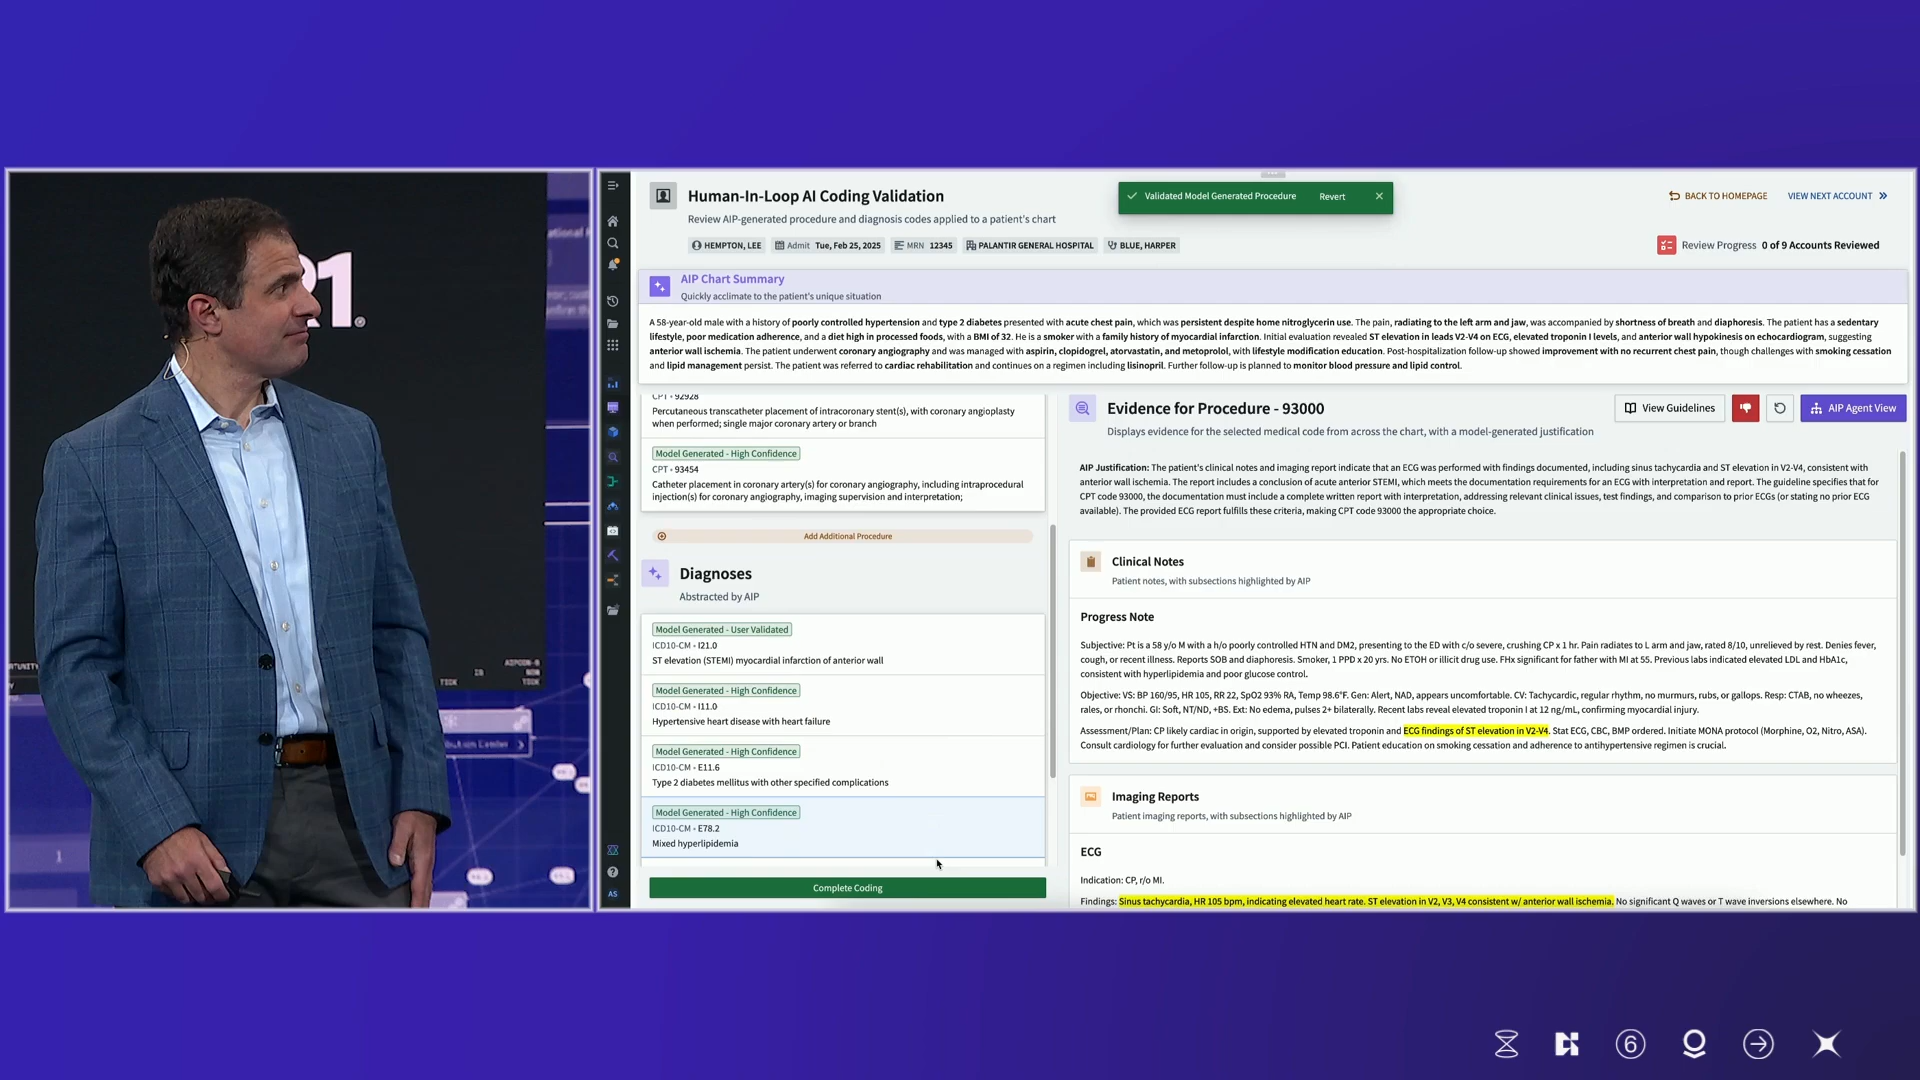 R1.
Human-In-Loop AI Coding Validation
Review AIP-generated procedure and diagnosis codes applied to a patient's chart
HEMPTON, LEE
Admit Tue, Feb 25, 2025
MRN 12345
PALANTIR GENERAL HOSPITAL
BLUE, HARPER
Validated Model Generated Procedure Revert
BACK TO HOMEPAGE
VIEW NEXT ACCOUNT
Review Progress 0 of 9 Accounts Reviewed
AIP Chart Summary
Quickly acclimate to the patient's unique situation
A 58-year-old male with a history of poorly controlled hypertension and type 2 diabetes presented with acute chest pain, which was persistent despite home nitroglycerin use. The pain, radiating to the left arm and jaw, was accompanied by shortness of breath and diaphoresis. The patient has a sedentary
lifestyle, poor medication adherence, and a diet high in processed foods, with a BMI of 32. He is a smoker with a family history of myocardial infarction. Initial evaluation revealed ST elevation in leads V2-V4 on ECG, elevated troponin I levels, and anterior wall hypokinesis on echocardiogram, suggesting
anterior wall ischemia. The patient underwent coronary angiography and was managed with aspirin, clopidogrel, atorvastatin, and metoprolol, with lifestyle modification education. Post-hospitalization follow-up showed improvement with no recurrent chest pain, though challenges with smoking cessation
and lipid management persist. The patient was referred to cardiac rehabilitation and continues on a regimen including lisinopril. Further follow-up is planned to monitor blood pressure and lipid control.
CPT • 92928
Percutaneous transcatheter placement of intracoronary stent(s), with coronary angioplasty
when performed; single major coronary artery or branch
Model Generated - High Confidence
CPT • 93454
Catheter placement in coronary artery(s) for coronary angiography, including intraprocedural
injection(s) for coronary angiography, imaging supervision and interpretation;
Add Additional Procedure
Diagnoses
Abstracted by AIP
Model Generated - User Validated
ICD10-CM • I21.0
ST elevation (STEMI) myocardial infarction of anterior wall
Model Generated - High Confidence
ICD10-CM • I11.0
Hypertensive heart disease with heart failure
Model Generated - High Confidence
ICD10-CM • E11.6
Type 2 diabetes mellitus with other specified complications
Model Generated - High Confidence
ICD10-CM • E78.2
Mixed hyperlipidemia
Complete Coding
AS
Evidence for Procedure - 93000
Displays evidence for the selected medical code from across the chart, with a model-generated justification
View Guidelines
AIP Agent View
AIP Justification: The patient's clinical notes and imaging report indicate that an ECG was performed with findings documented, including sinus tachycardia and ST elevation in V2-V4, consistent with
anterior wall ischemia. The report includes a conclusion of acute anterior STEMI, which meets the documentation requirements for an ECG with interpretation and report. The guideline specifies that for
CPT code 93000, the documentation must include a complete written report with interpretation, addressing relevant clinical issues, test findings, and comparison to prior ECGs (or stating no prior ECG
available). The provided ECG report fulfills these criteria, making CPT code 93000 the appropriate choice.
Clinical Notes
Patient notes, with subsections highlighted by AIP
Progress Note
Subjective: Pt is a 58 y/o M with a h/o poorly controlled HTN and DM2, presenting to the ED with c/o severe, crushing CP x 1 hr. Pain radiates to L arm and jaw, rated 8/10, unrelieved by rest. Denies fever,
cough, or recent illness. Reports SOB and diaphoresis. Smoker, 1 PPD x 20 yrs. No ETOH or illicit drug use. FHx significant for father with MI at 55. Previous labs indicated elevated LDL and HbA1c,
consistent with hyperlipidemia and poor glucose control.
Objective: VS: BP 160/95, HR 105, RR 22, SpO2 93% RA, Temp 98.6°F. Gen: Alert, NAD, appears uncomfortable. CV: Tachycardic, regular rhythm, no murmurs, rubs, or gallops. Resp: CTAB, no wheezes,
rales, or rhonchi. GI: Soft, NT/ND, +BS. Ext: No edema, pulses 2+ bilaterally. Recent labs reveal elevated troponin I at 12 ng/mL, confirming myocardial injury.
Assessment/Plan: CP likely cardiac in origin, supported by elevated troponin and ECG findings of ST elevation in V2-V4. Stat ECG, CBC, BMP ordered. Initiate MONA protocol (Morphine, O2, Nitro, ASA).
Consult cardiology for further evaluation and consider possible PCI. Patient education on smoking cessation and adherence to antihypertensive regimen is crucial.
Imaging Reports
Patient imaging reports, with subsections highlighted by AIP
ECG
Indication: CP, r/o MI.
Findings: Sinus tachycardia, HR 105 bpm, indicating elevated heart rate. ST elevation in V2, V3, V4 consistent w/ anterior wall ischemia. No significant Q waves or T wave inversions elsewhere. No
6